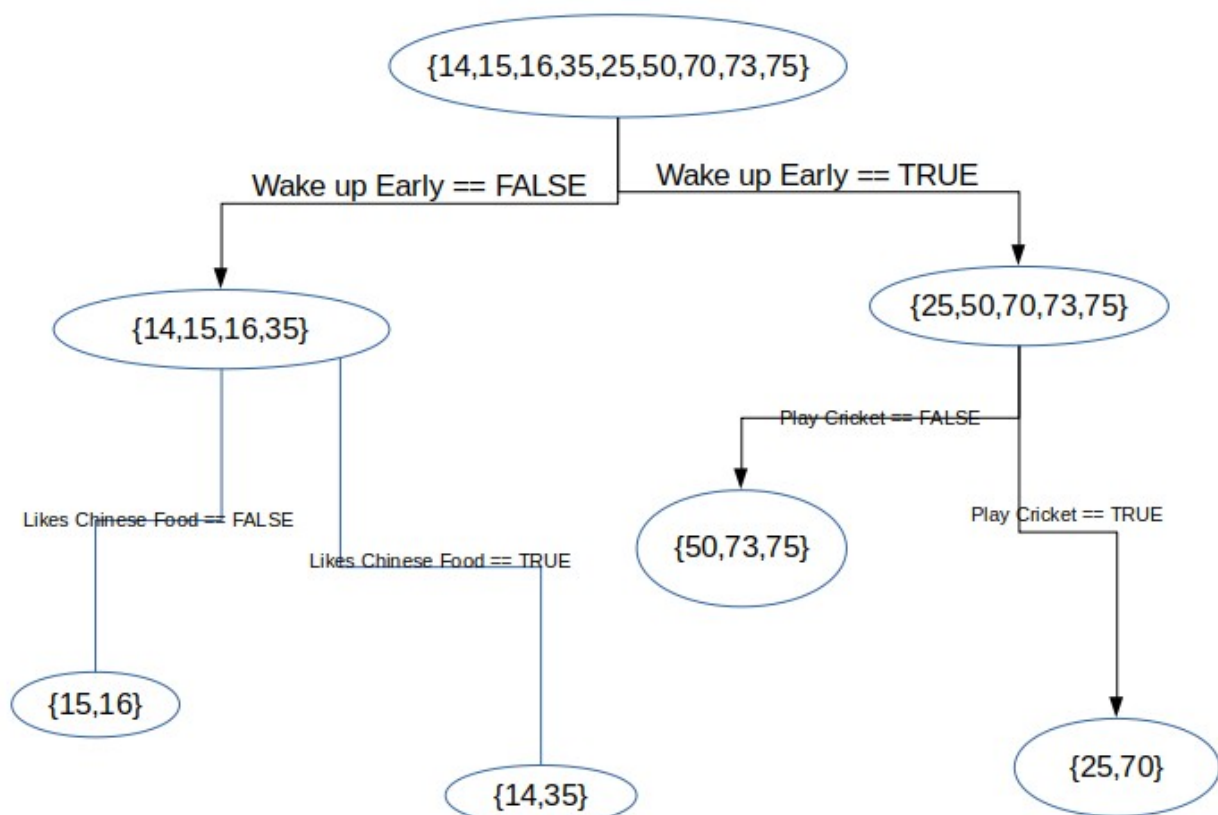 {14,15,16,35,25,50,70,73,75}
Wake up Early == FALSE
Wake up Early == TRUE
{14,15,16,35}
{25,50,70,73,75}
Play Cricket == FALSE
Likes Chinese Food == FALSE
Likes Chinese Food == TRUE
{50,73,75}
Play Cricket == TRUE
{15,16}
{14,35}
{25,70}